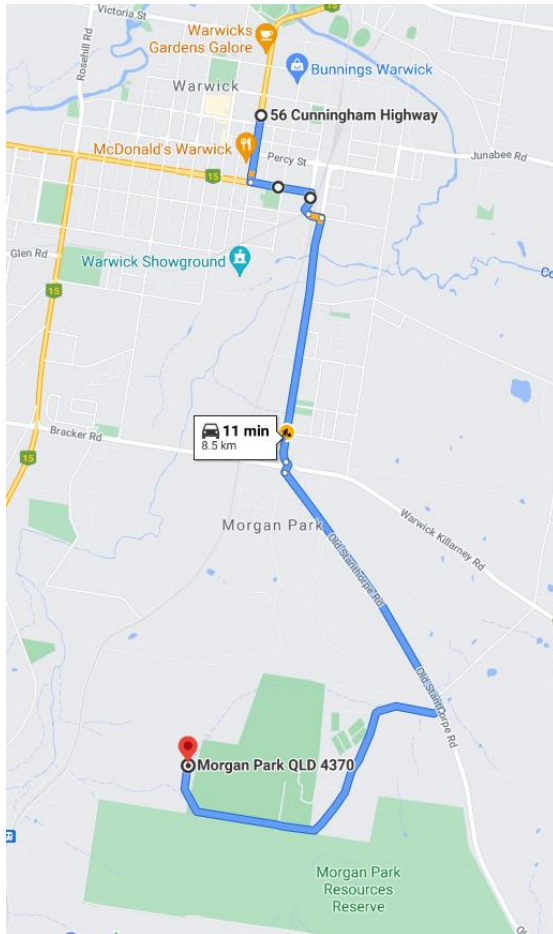 Victoria St
Warwicks
Gardens Galore
Rosehill Rd
Bunnings Warwick
Warwick
56 Cunningham Highway
McDonald's Warwick
Percy St
Junabee Rd
15
Glen Rd
Warwick Showground
15
11 min
8.5 km
Bracker Rd
15
Morgan Park
Warwick Killarney Rd
Old Stanthorpe Rd
Old Stanthorpe Rd
Morgan Park QLD 4370
Morgan Park
Resources
Reserve